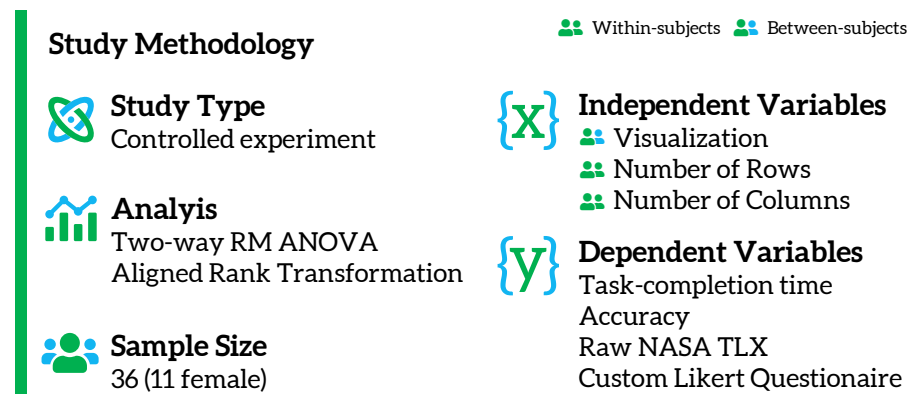 Study Methodology
Within-subjects Between-subjects
Study Type
Controlled experiment
Analyis
Two-way RM ANOVA
Aligned Rank Transformation
Sample Size
36 (11 female)
{x}
Independent Variables
Visualization
Number of Rows
Number of Columns
{y}
Dependent Variables
Task-completion time
Accuracy
Raw NASA TLX
Custom Likert Questionaire